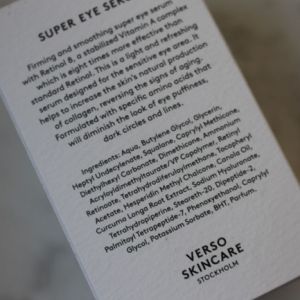 SUPER EYE SERUM
Firming and smoothing super eye serum
with Retinol 8, a stabilized Vitamin A complex
which is eight times more effective than
standard Retinol. This is a light and refreshing
serum designed for the sensitive eye area. It
helps to increase the skin's natural production
of collagen, reversing signs of aging.
Formulated with specific amino acids that
will diminish the look of eye puffiness,
dark circles and lines.
Ingredients: Aqua, Butylene Glycol, Glycerin,
Heptyl Undecylenate, Squalane, Caprylyl Methicone,
Diethylhexyl Carbonate, Dimethicone, Ammonium
Acryloyldimethyltaurate/VP Copolymer, Retinyl
Retinoate, Tetrahydrodiferuloylmethane, Tocopheryl
Acetate, Hesperidin Methyl Chalcone, Canola Oil,
Curcuma Longa Root Extract, Sodium Hyaluronate,
Tetrahydropiperine, Steareth-20, Dipeptide-2,
Palmitoyl Tetrapeptide-7, Phenoxyethanol, Caprylyl
Glycol, Potassium Sorbate, BHT, Parfum.
VERSO
SKINCARE
STOCKHOLM